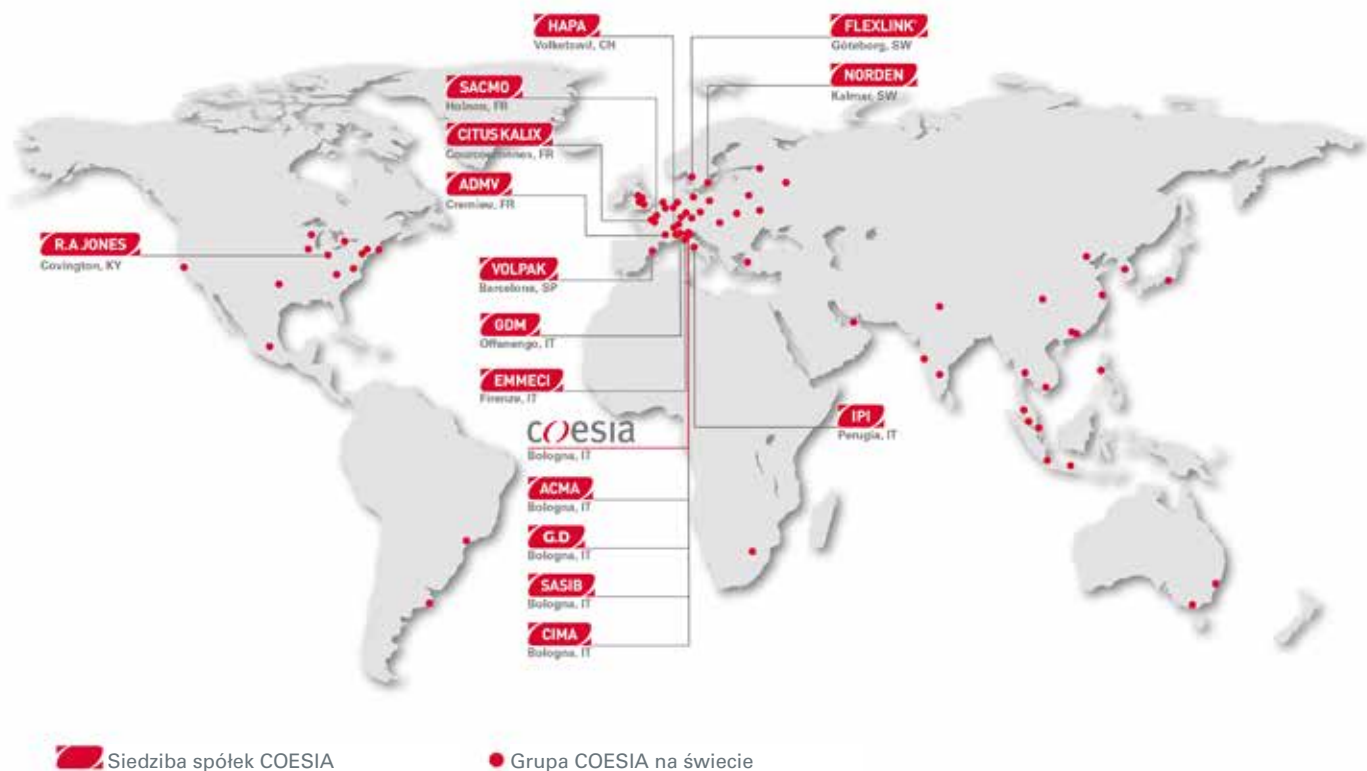 HAPA
Volketswil, CH
FLEXLINK®
Göteborg, SW
SACMO
Holnon, FR
NORDEN
Kalmar, SW
CITUS KALIX
Courcouronnes, FR
ADMV
Cremieu, FR
R.A JONES
Covington, KY
VOLPAK
Barcelona, SP
GDM
Offanengo, IT
EMMECI
Firenze, IT
IPI
Perugia, IT
coesia
Bologna, IT
ACMA
Bologna, IT
G.D
Bologna, IT
SASIB
Bologna, IT
CIMA
Bologna, IT
Siedziba spółek COESIA
Grupa COESIA na świecie